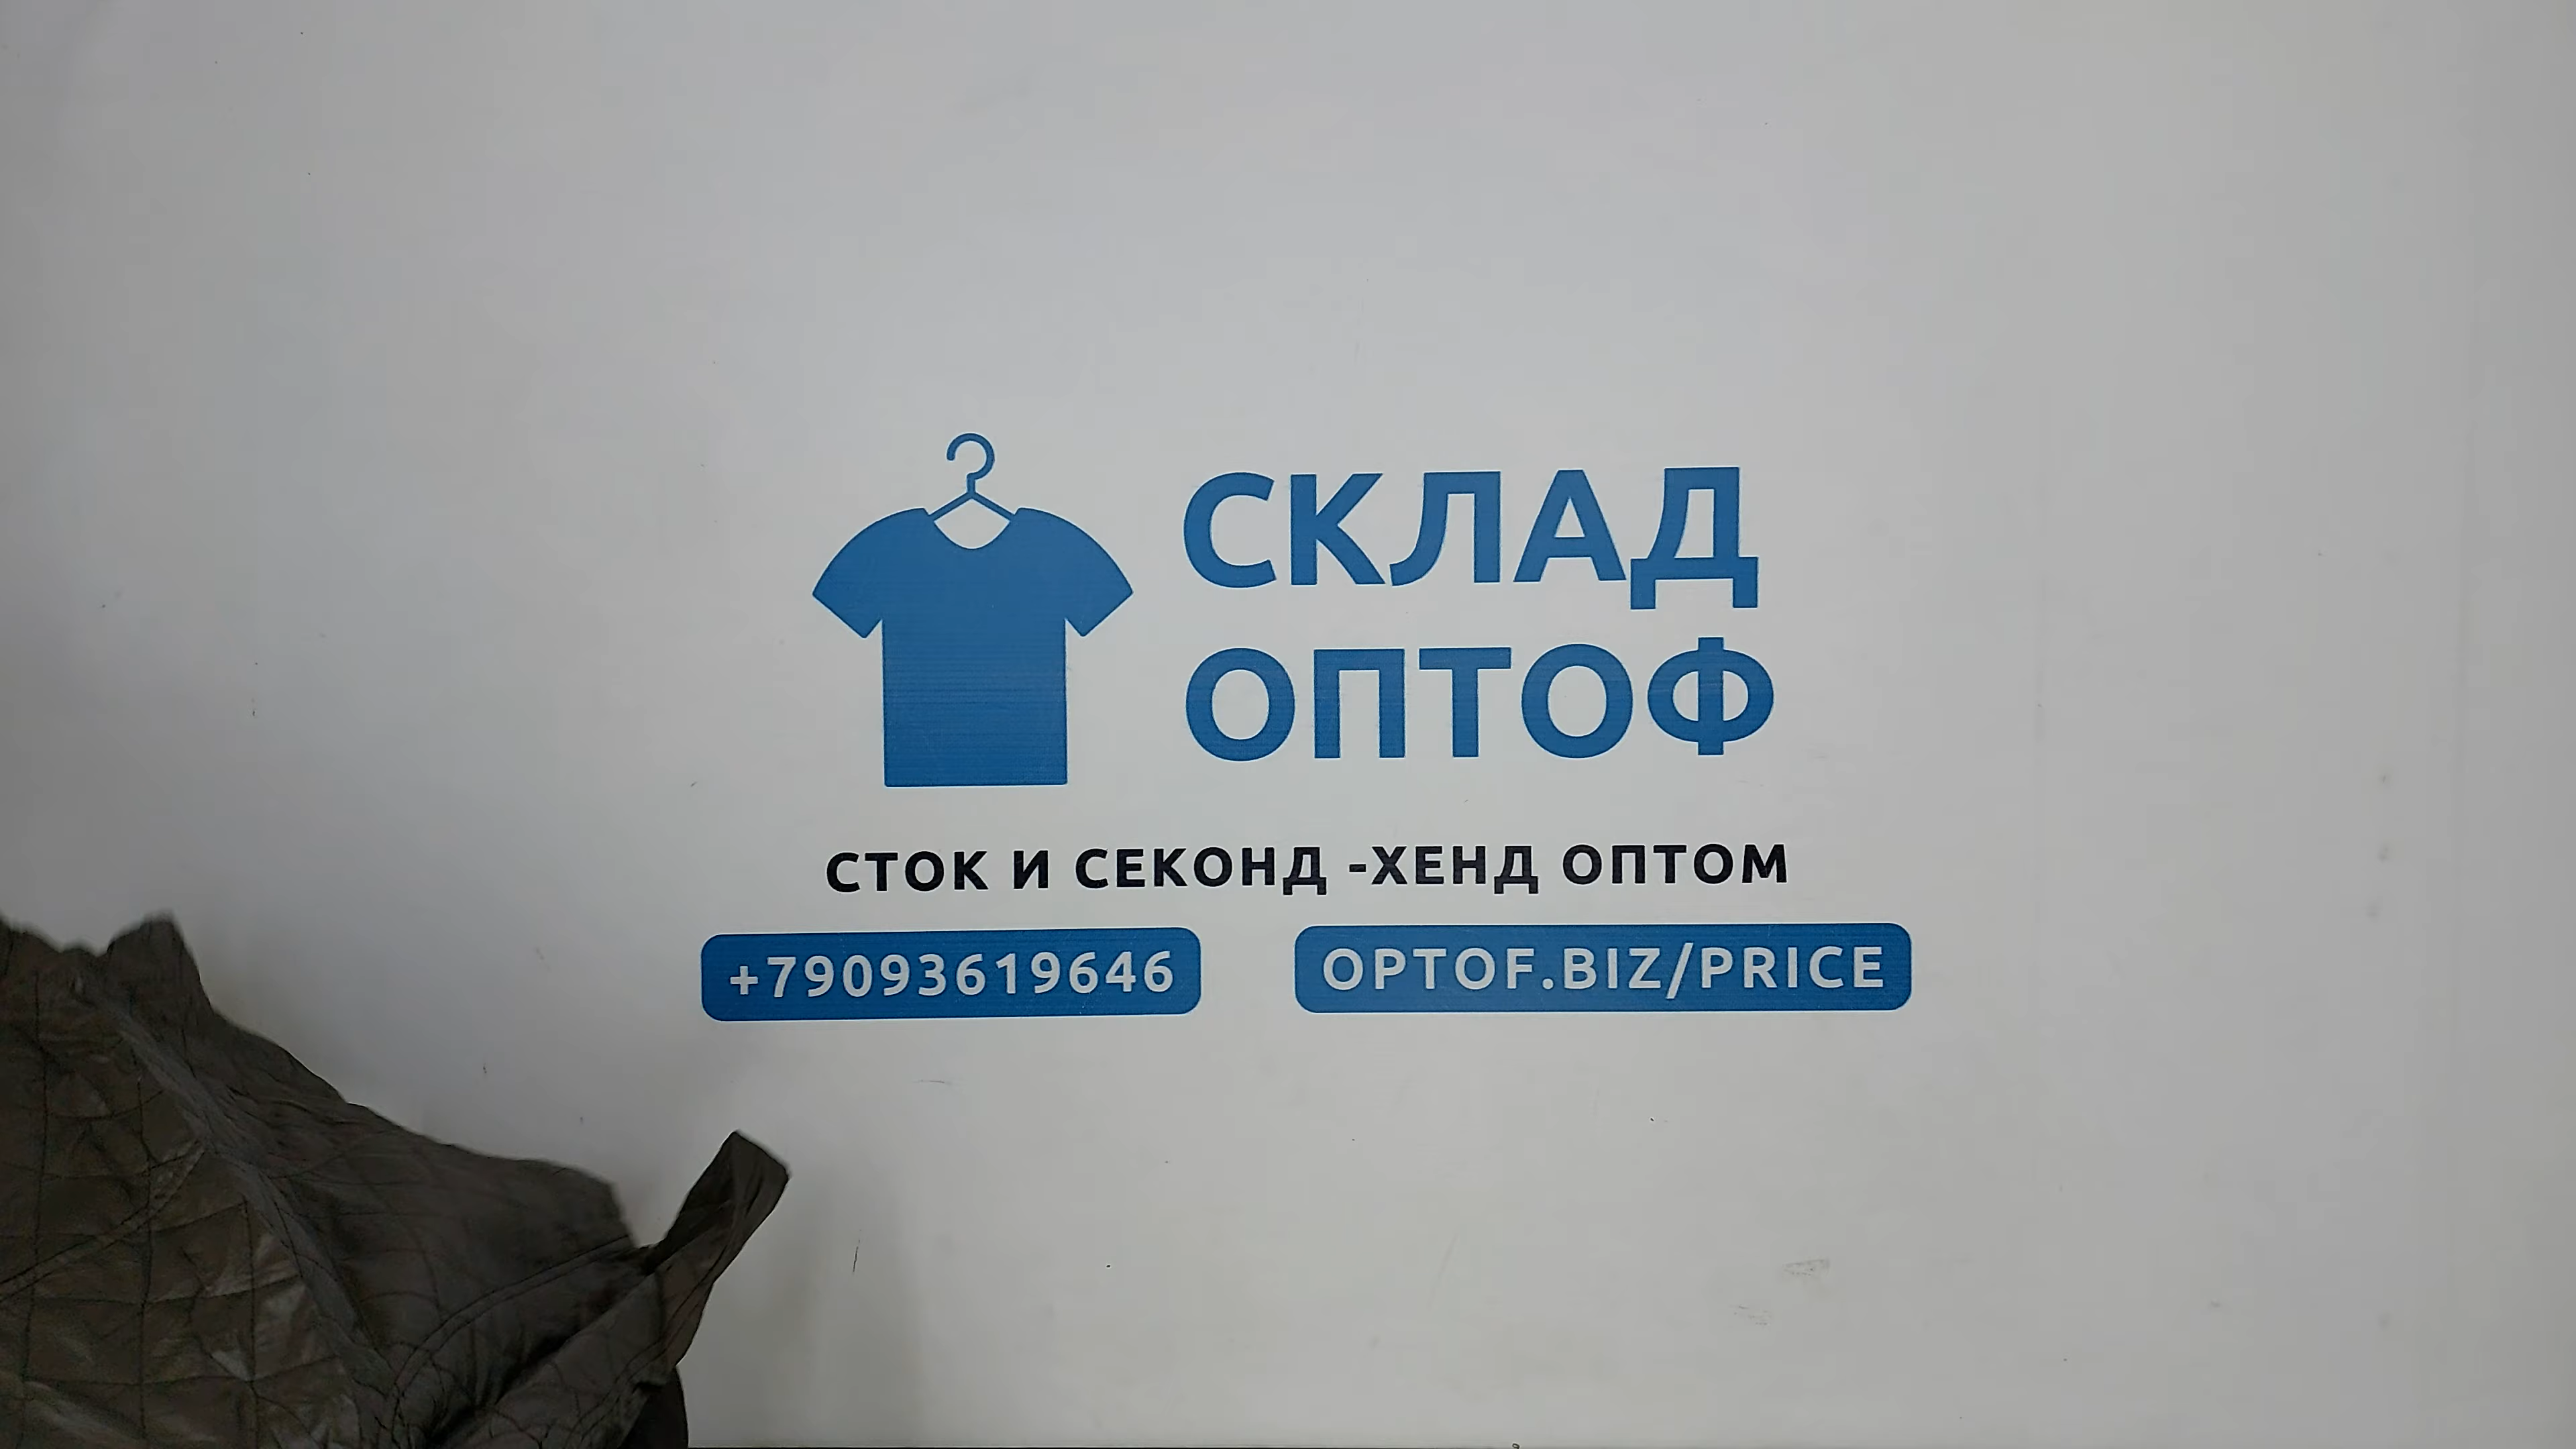 СКЛАД
ОПТОФ
СТОК И СЕКОНД -ХЕНД ОПТОМ
+79093619646
OPTOF.BIZ/PRICE